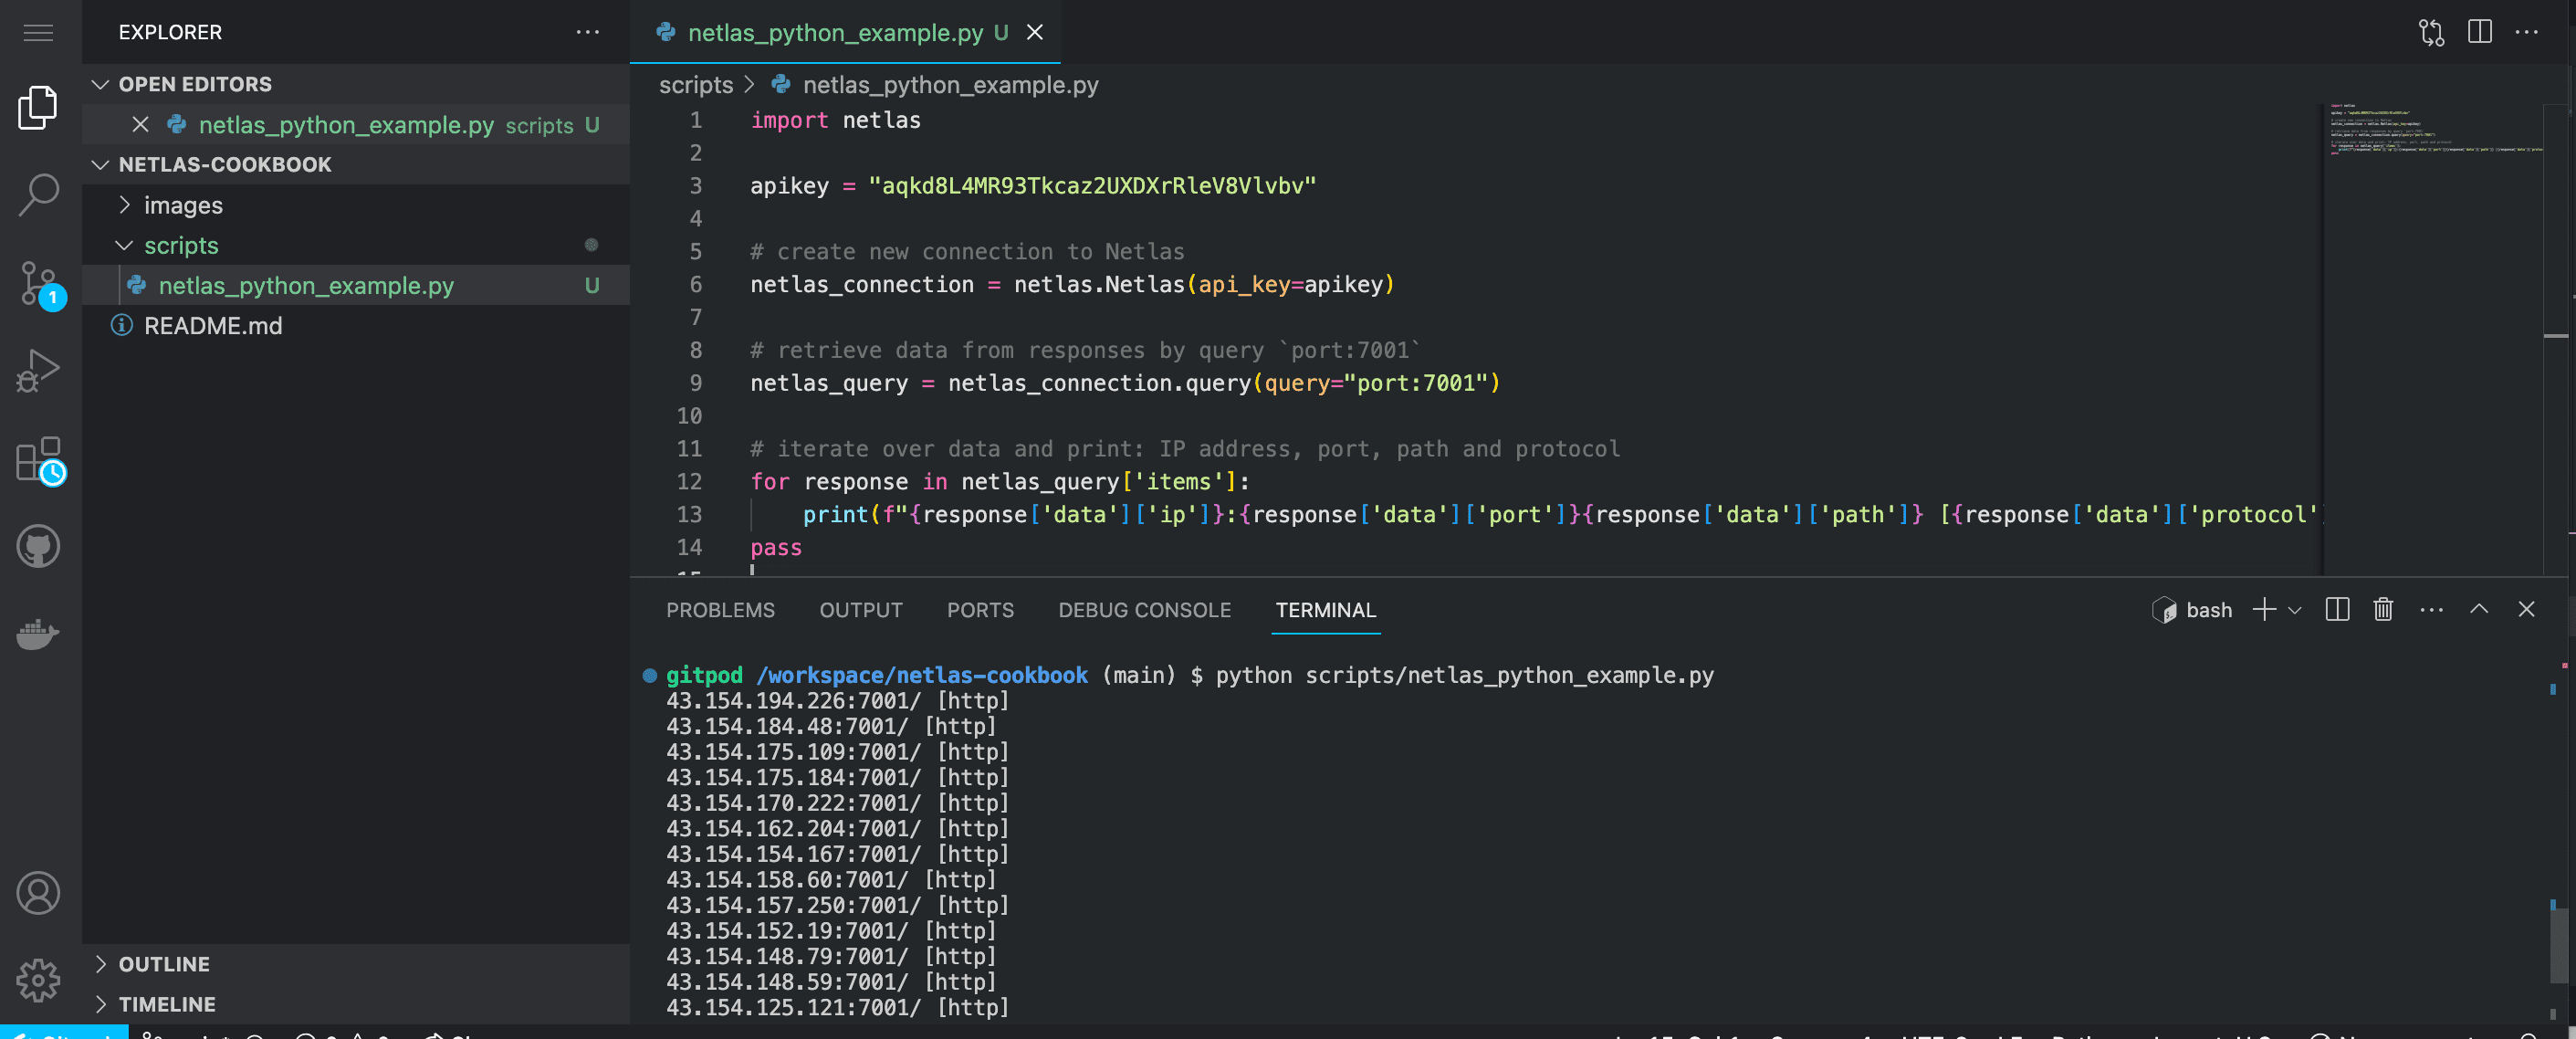 EXPLORER
OPEN EDITORS
netlas_python_example.py scripts U
NETLAS-COOKBOOK
images
scripts
netlas_python_example.py U
README.md
OUTLINE
TIMELINE
1
netlas_python_example.py U
scripts > netlas_python_example.py
1 import netlas
2
3 apikey = "aqkd8L4MR93Tkcaz2UXDXrRleV8Vlvbv"
4
5 # create new connection to Netlas
6 netlas_connection = netlas.Netlas(api_key=apikey)
7
8 # retrieve data from responses by query `port:7001`
9 netlas_query = netlas_connection.query(query="port:7001")
10
11 # iterate over data and print: IP address, port, path and protocol
12 for response in netlas_query['items']:
13 print(f"{response['data']['ip']}:{response['data']['port']}{response['data']['path']} [{response['data']['protocol'
14 pass
PROBLEMS OUTPUT PORTS DEBUG CONSOLE TERMINAL bash
gitpod /workspace/netlas-cookbook (main) $ python scripts/netlas_python_example.py
43.154.194.226:7001/ [http]
43.154.184.48:7001/ [http]
43.154.175.109:7001/ [http]
43.154.175.184:7001/ [http]
43.154.170.222:7001/ [http]
43.154.162.204:7001/ [http]
43.154.154.167:7001/ [http]
43.154.158.60:7001/ [http]
43.154.157.250:7001/ [http]
43.154.152.19:7001/ [http]
43.154.148.79:7001/ [http]
43.154.148.59:7001/ [http]
43.154.125.121:7001/ [http]